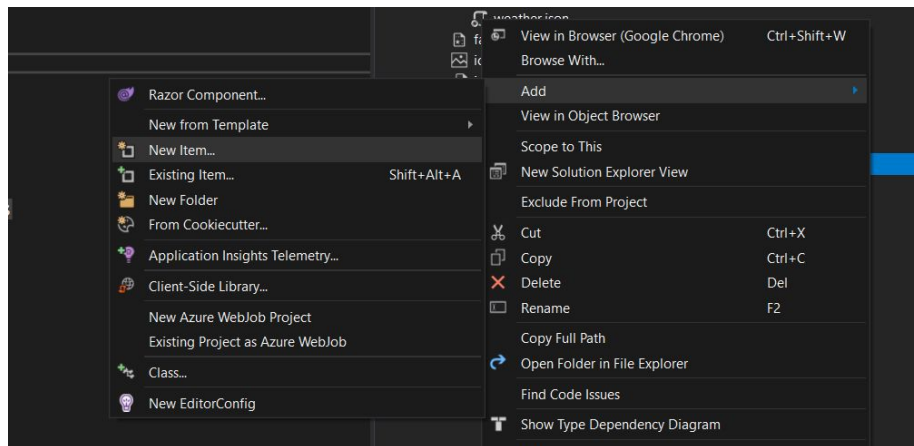 weather.json
View in Browser (Google Chrome) Ctrl+Shift+W
Browse With...
Add
View in Object Browser
Scope to This
New Solution Explorer View
Exclude From Project
Cut Ctrl+X
Copy Ctrl+C
Delete Del
Rename F2
Copy Full Path
Open Folder in File Explorer
Find Code Issues
Show Type Dependency Diagram
Razor Component...
New from Template
New Item...
Existing Item... Shift+Alt+A
New Folder
From Cookiecutter...
Application Insights Telemetry...
Client-Side Library...
New Azure WebJob Project
Existing Project as Azure WebJob
Class...
New EditorConfig